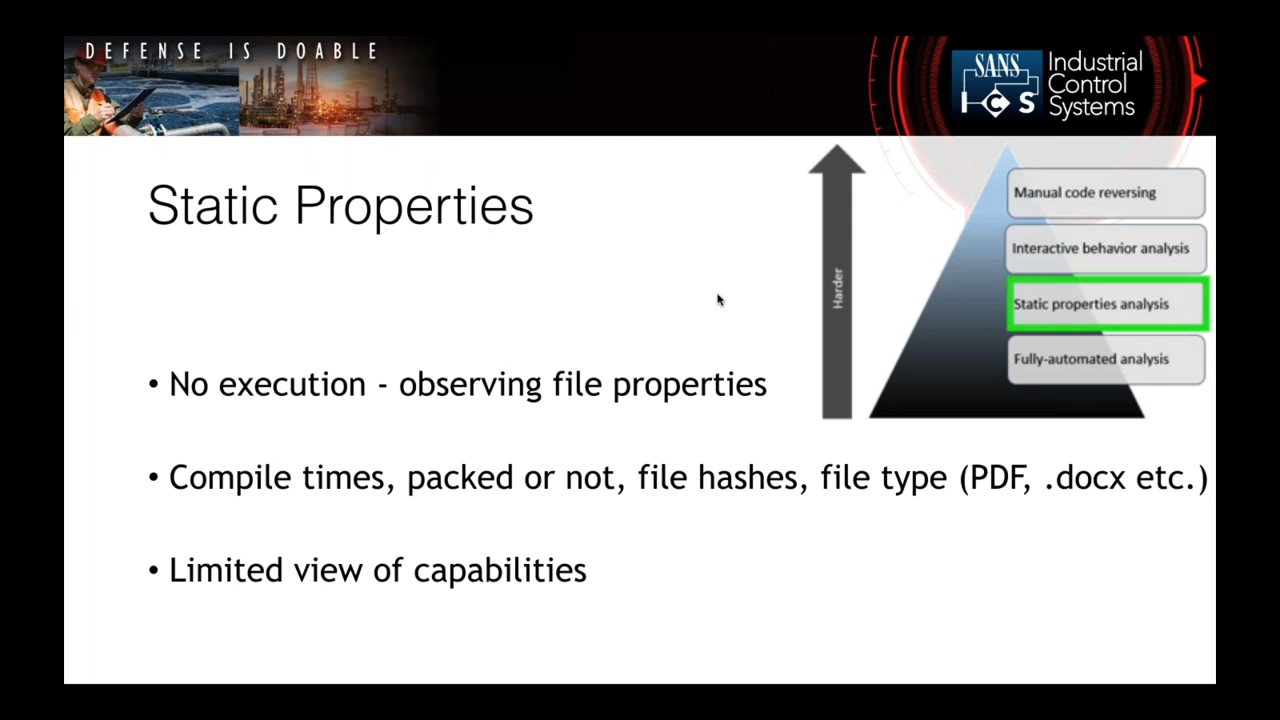 DEFENSE IS DOABLE
SANS
ICS
Industrial
Control
Systems
Static Properties
Harder
Manual code reversing
Interactive behavior analysis
Static properties analysis
Fully-automated analysis
• No execution - observing file properties
• Compile times, packed or not, file hashes, file type (PDF, .docx etc.)
• Limited view of capabilities